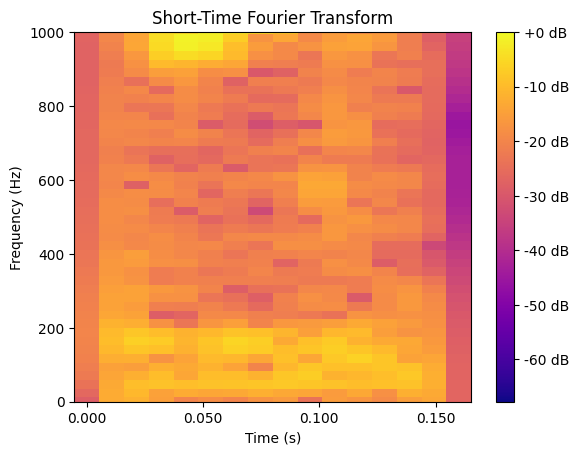 Short-Time Fourier Transform
1000
800
600
400
200
0
Frequency (Hz)
0.000
0.050
0.100
0.150
Time (s)
+0 dB
-10 dB
-20 dB
-30 dB
-40 dB
-50 dB
-60 dB